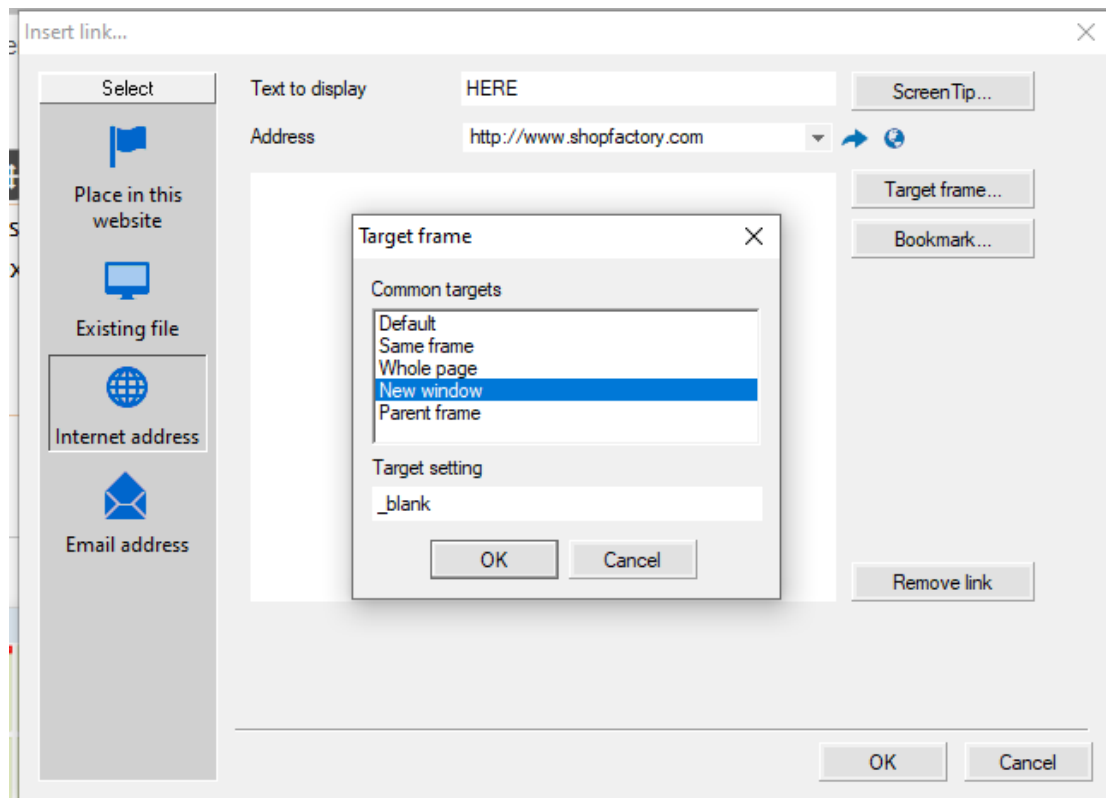 Insert link...
Select
Place in this
website
Existing file
Internet address
Email address
Text to display
HERE
ScreenTip...
Address
http://www.shopfactory.com
Target frame...
Bookmark...
Target frame
Common targets
Default
Same frame
Whole page
New window
Parent frame
Target setting
_blank
OK
Cancel
Remove link
OK
Cancel